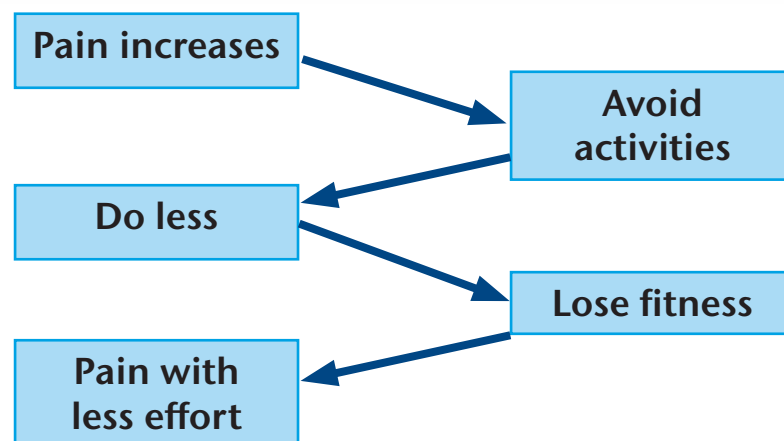 Pain increases
Avoid
activities
Do less
Lose fitness
Pain with
less effort